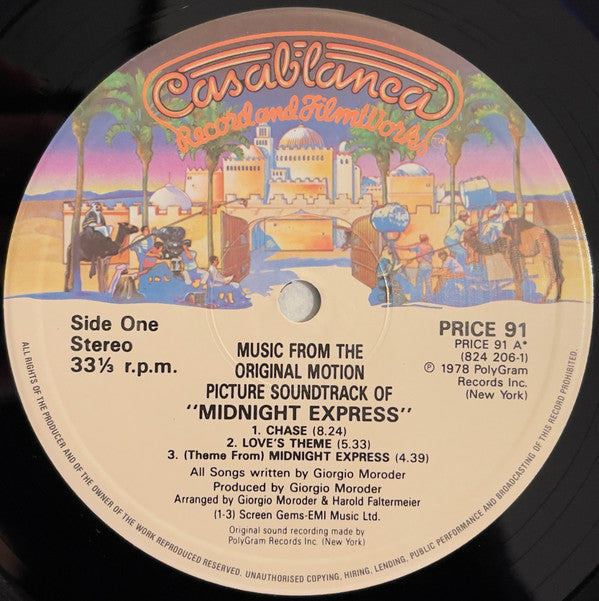 Casablanca
Record and FilmWorks
Side One
Stereo
33⅓ r.p.m.
PRICE 91
PRICE 91 A*
(824 206-1)
℗ 1978 PolyGram
Records Inc.
(New York)
MUSIC FROM THE
ORIGINAL MOTION
PICTURE SOUNDTRACK OF
"MIDNIGHT EXPRESS"
1. CHASE (8.24)
2. LOVE'S THEME (5.33)
3. (Theme From) MIDNIGHT EXPRESS (4.39)
All Songs written by Giorgio Moroder
Produced by Giorgio Moroder
Arranged by Giorgio Moroder & Harold Faltermeier
(1-3) Screen Gems-EMI Music Ltd.
Original sound recording made by
PolyGram Records Inc. (New York)
ALL RIGHTS OF THE PRODUCER AND OF THE OWNER OF THE WORK REPRODUCED RESERVED. UNAUTHORISED COPYING, HIRING, LENDING, PUBLIC PERFORMANCE AND BROADCASTING OF THIS RECORD PROHIBITED.